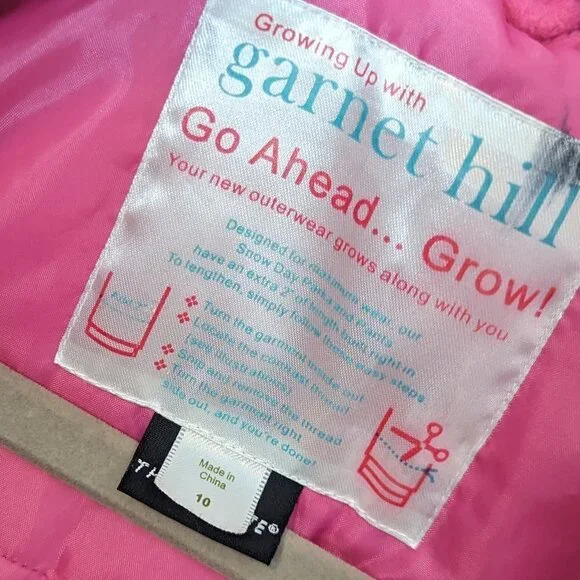 Growing Up with
garnet hill
Go Ahead... Grow!
Your new outerwear grows along with you
Designed for maximum wear, our
Snow Day Parkas and Pants
have an extra 2" of length built right in.
To lengthen, simply follow these easy steps
Turn the garment inside out
Locate the contrast thread
(see illustrations)
Snip and remove the thread
Turn the garment right
side out, and you're done!
Made in
China
10